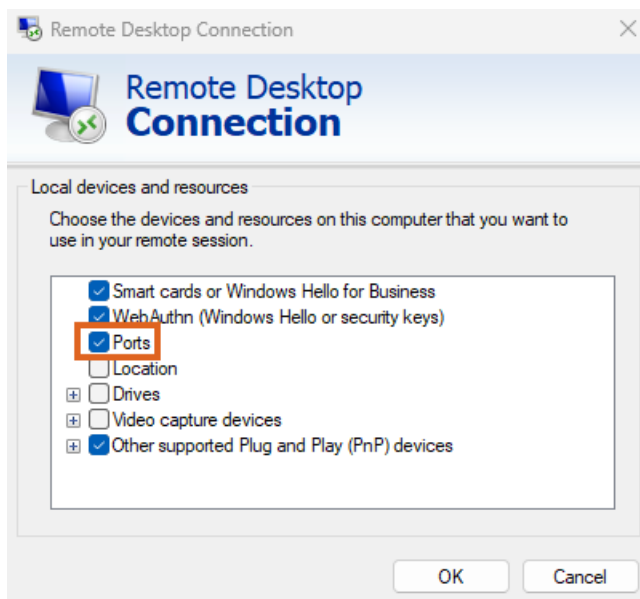 Remote Desktop Connection
Remote Desktop
Connection
Local devices and resources
Choose the devices and resources on this computer that you want to
use in your remote session.
Smart cards or Windows Hello for Business
WebAuthn (Windows Hello or security keys)
Ports
Location
Drives
Video capture devices
Other supported Plug and Play (PnP) devices
OK Cancel